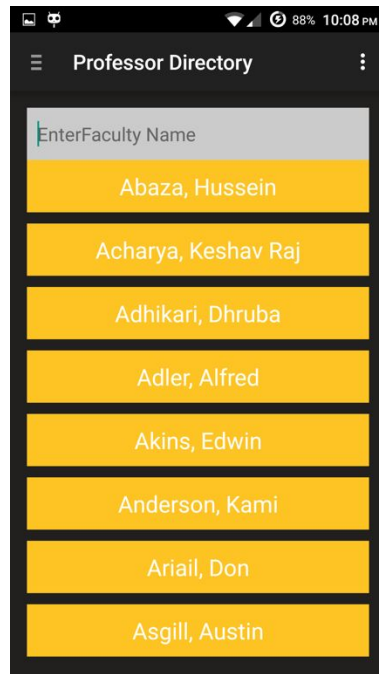 88% 10:08 PM
Professor Directory
EnterFaculty Name
Abaza, Hussein
Acharya, Keshav Raj
Adhikari, Dhruba
Adler, Alfred
Akins, Edwin
Anderson, Kami
Ariail, Don
Asgill, Austin